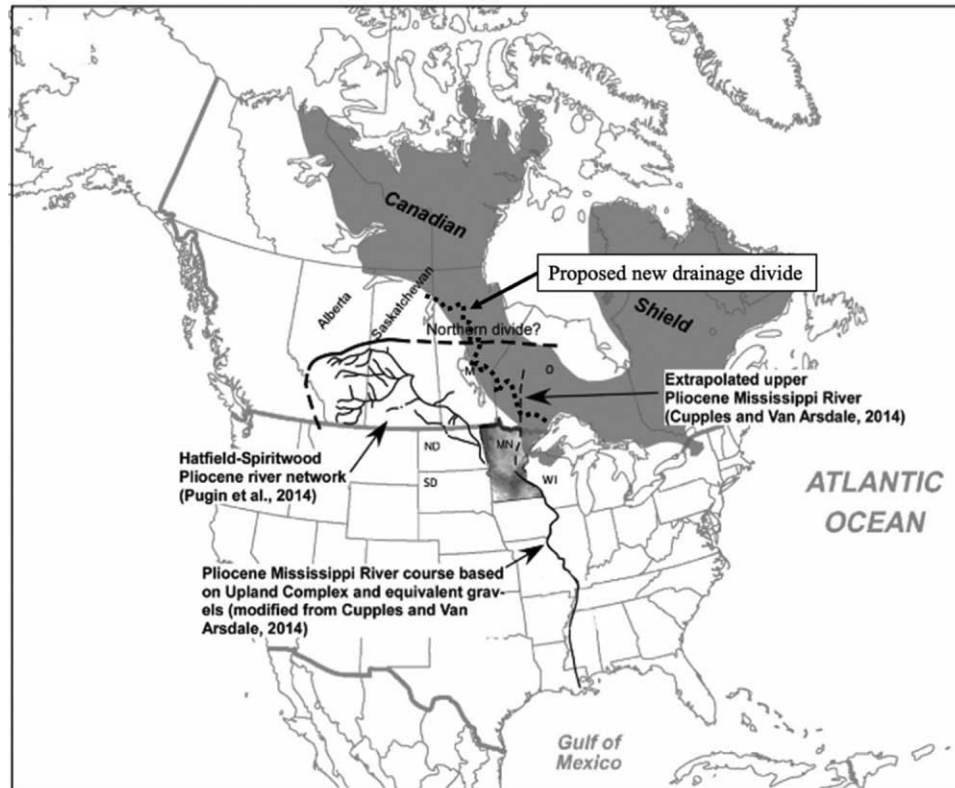 Canadian
Shield
Proposed new drainage divide
Alberta
Saskatchewan
Northern divide?
M
O
Extrapolated upper
Pliocene Mississippi River
(Cupples and Van Arsdale, 2014)
Hatfield-Spiritwood
Pliocene river network
(Pugin et al., 2014)
ND
MN
SD
WI
ATLANTIC
OCEAN
Pliocene Mississippi River course based
on Upland Complex and equivalent grav-
els (modified from Cupples and Van
Arsdale, 2014)
Gulf of
Mexico